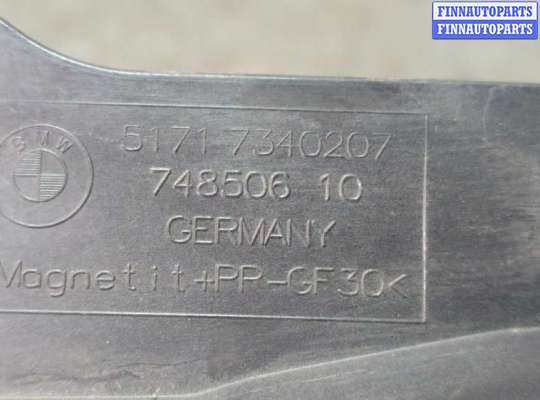 FINNAUTOPARTS
FINNAUTOPARTS
BMW
5171 7340207
748506 10
GERMANY
Magnetit+PP-GF30<